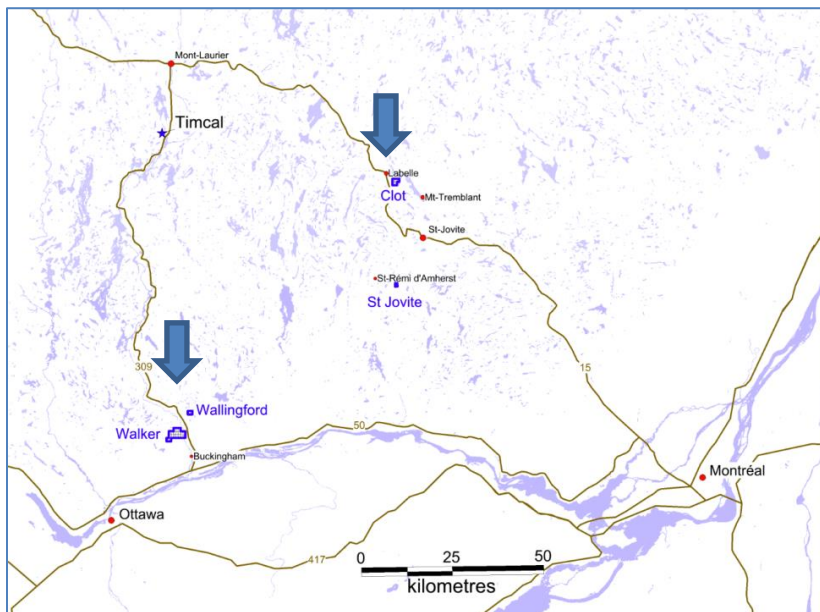 Mont-Laurier
Timcal
Labelle
Clot
Mt-Tremblant
St-Jovite
St-Rémi d'Amherst
St Jovite
309
15
Wallingford
Walker
50
Buckingham
Montréal
Ottawa
417
0 25 50
kilometres